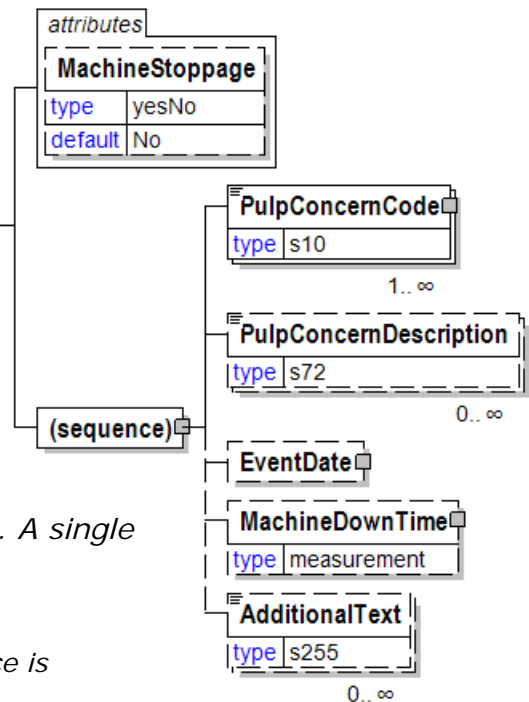 attributes
MachineStoppage
type yesNo
default No
PulpConcernCode
type s10
1.. ∞
PulpConcernDescription
type s72
0.. ∞
(sequence)
EventDate
. A single
MachineDownTime
type measurement
AdditionalText
ce is
type s255
0.. ∞